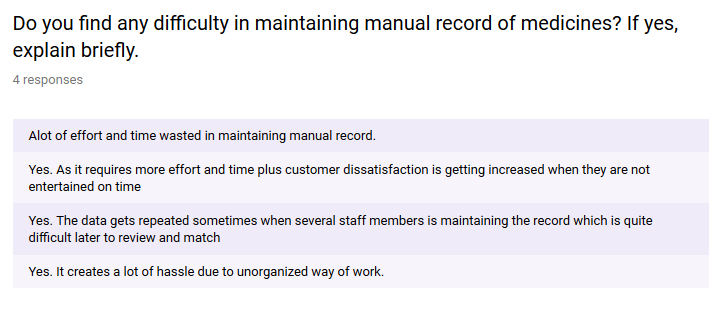 Do you find any difficulty in maintaining manual record of medicines? If yes,
explain briefly.
4 responses
Alot of effort and time wasted in maintaining manual record.
Yes. As it requires more effort and time plus customer dissatisfaction is getting increased when they are not
entertained on time
Yes. The data gets repeated sometimes when several staff members is maintaining the record which is quite
difficult later to review and match
Yes. It creates a lot of hassle due to unorganized way of work.